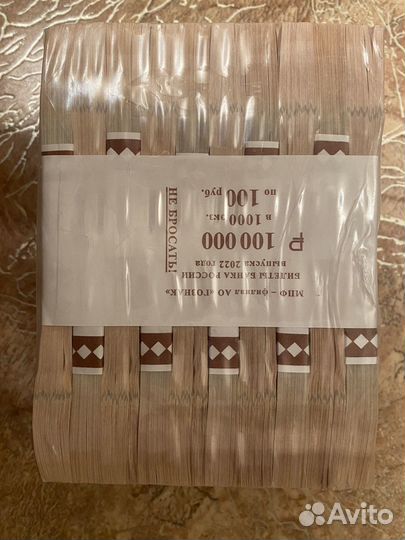 МПФ – филиал АО «ГОЗНАК»
БИЛЕТЫ БАНКА РОССИИ
выпуска 2022 года
₽ 100 000
в 1000 экз.
по 100 руб.
НЕ БРОСАТЬ!
Avito